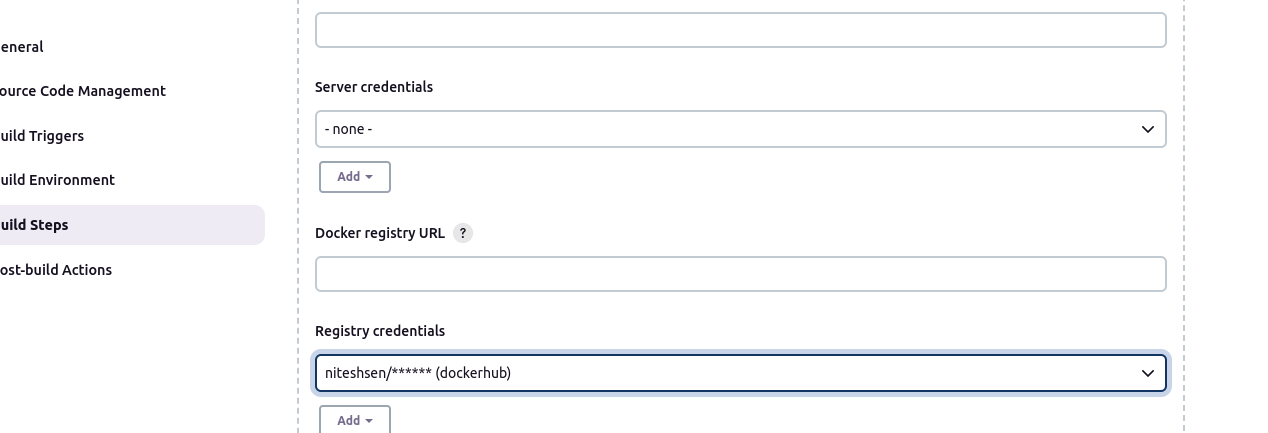 eneral
ource Code Management
uild Triggers
uild Environment
uild Steps
ost-build Actions
Server credentials
- none -
Add
Docker registry URL ?
Registry credentials
niteshsen/****** (dockerhub)
Add